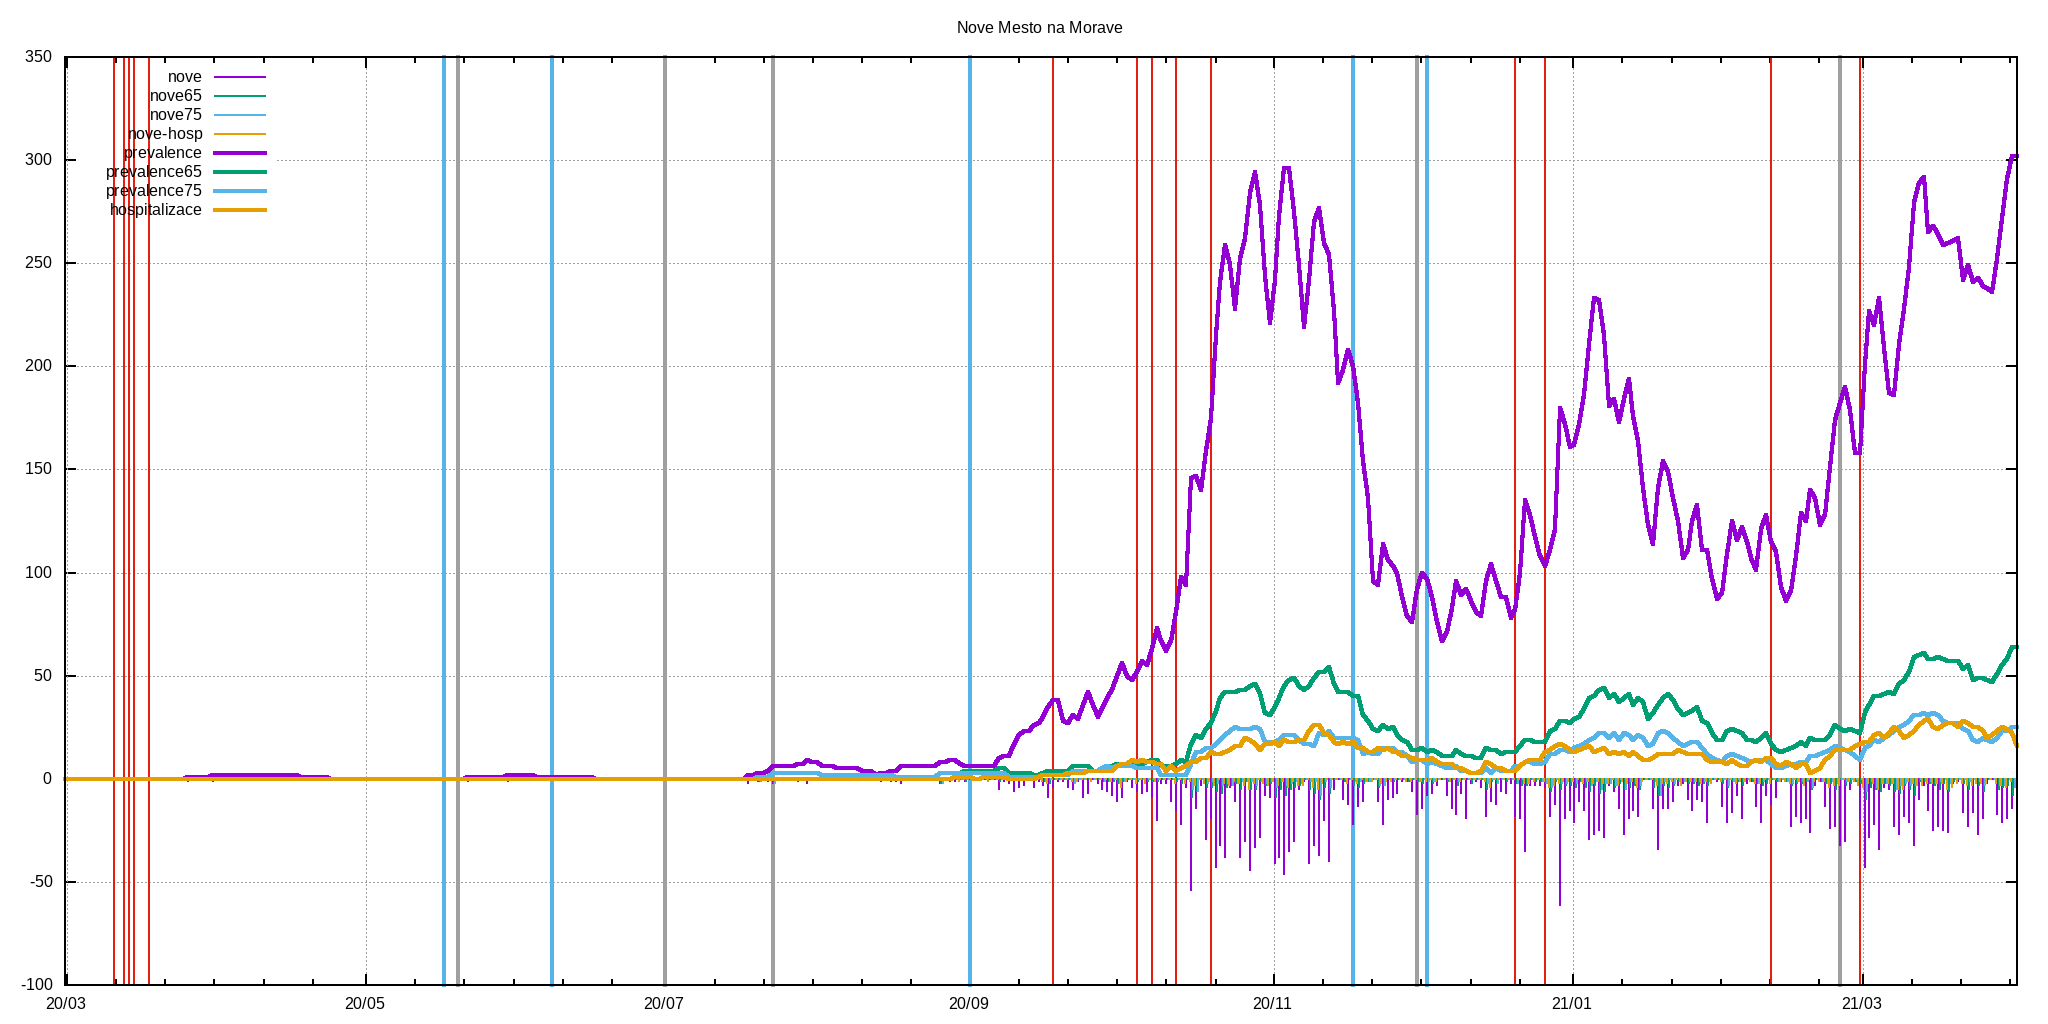 Nove Mesto na Morave
350
300
250
200
150
100
50
0
-50
-100
nove
nove65
nove75
nove-hosp
prevalence
prevalence65
prevalence75
hospitalizace
20/03 20/05 20/07 20/09 20/11 21/01 21/03